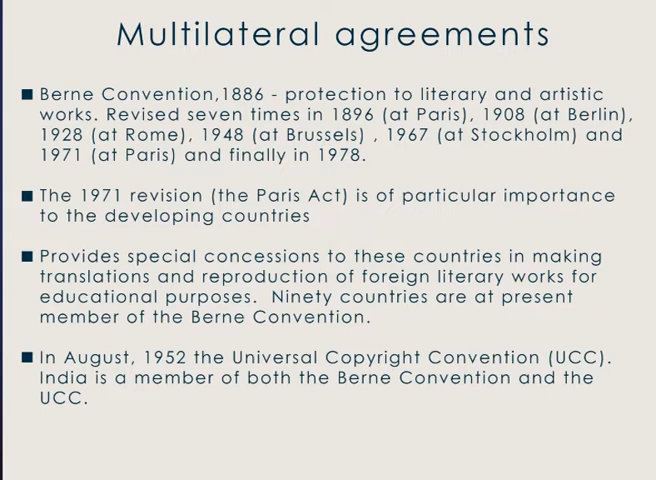 Multilateral agreements
■ Berne Convention,1886 - protection to literary and artistic
works. Revised seven times in 1896 (at Paris), 1908 (at Berlin),
1928 (at Rome), 1948 (at Brussels) , 1967 (at Stockholm) and
1971 (at Paris) and finally in 1978.
■ The 1971 revision (the Paris Act) is of particular importance
to the developing countries
■ Provides special concessions to these countries in making
translations and reproduction of foreign literary works for
educational purposes.  Ninety countries are at present
member of the Berne Convention.
■ In August, 1952 the Universal Copyright Convention (UCC).
India is a member of both the Berne Convention and the
UCC.